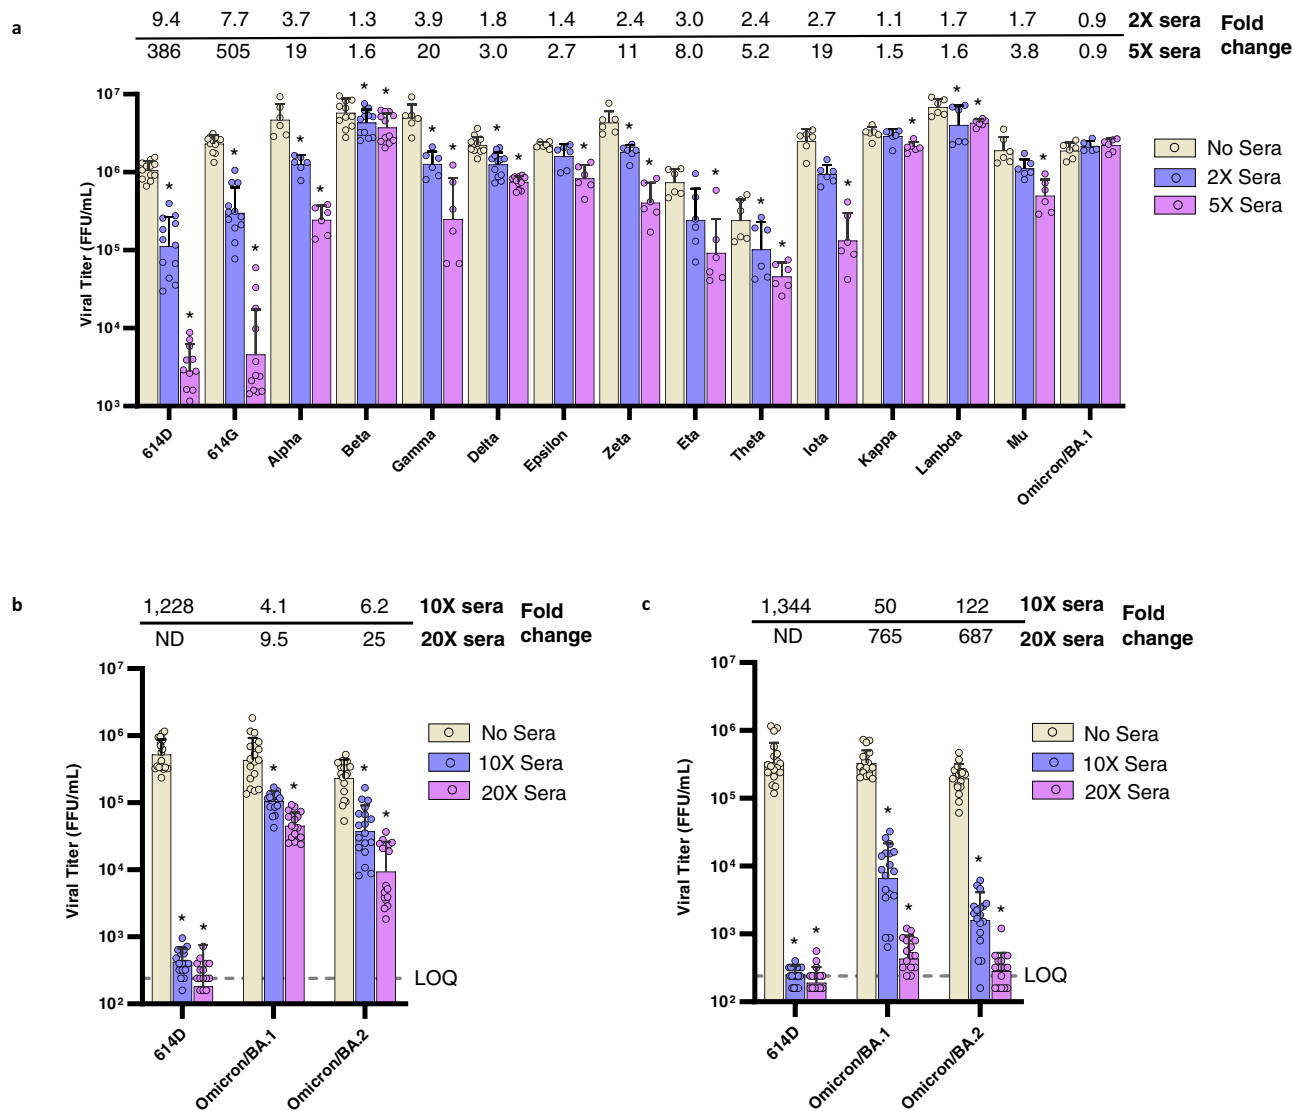 a
9.4 7.7 3.7 1.3 3.9 1.8 1.4 2.4 3.0 2.4 2.7 1.1 1.7 1.7 0.9 2X sera Fold change
386 505 19 1.6 20 3.0 2.7 11 8.0 5.2 19 1.5 1.6 3.8 0.9 5X sera
Viral Titer (FFU/mL)
10⁷
10⁶
10⁵
10⁴
10³
* * * * * * * * * * * * * * * * * * * * * * * *
No Sera
2X Sera
5X Sera
614D 614G Alpha Beta Gamma Delta Epsilon Zeta Eta Theta Iota Kappa Lambda Mu Omicron/BA.1
b
1,228 4.1 6.2 10X sera Fold change
ND 9.5 25 20X sera
Viral Titer (FFU/mL)
10⁷
10⁶
10⁵
10⁴
10³
10²
* * * * * *
No Sera
10X Sera
20X Sera
LOQ
614D Omicron/BA.1 Omicron/BA.2
c
1,344 50 122 10X sera Fold change
ND 765 687 20X sera
Viral Titer (FFU/mL)
10⁷
10⁶
10⁵
10⁴
10³
10²
* * * * * *
No Sera
10X Sera
20X Sera
LOQ
614D Omicron/BA.1 Omicron/BA.2